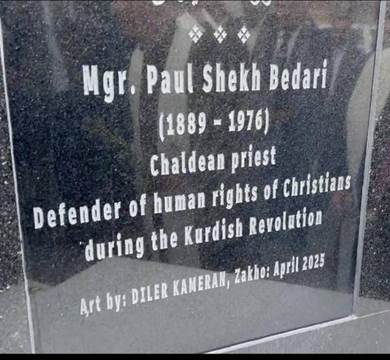 Mgr. Paul Shekh Bedari
(1889 - 1976)
Chaldean priest
Defender of human rights of Christians
during the Kurdish Revolution
Art by: DILER KAMERAN, Zakho: April 2025